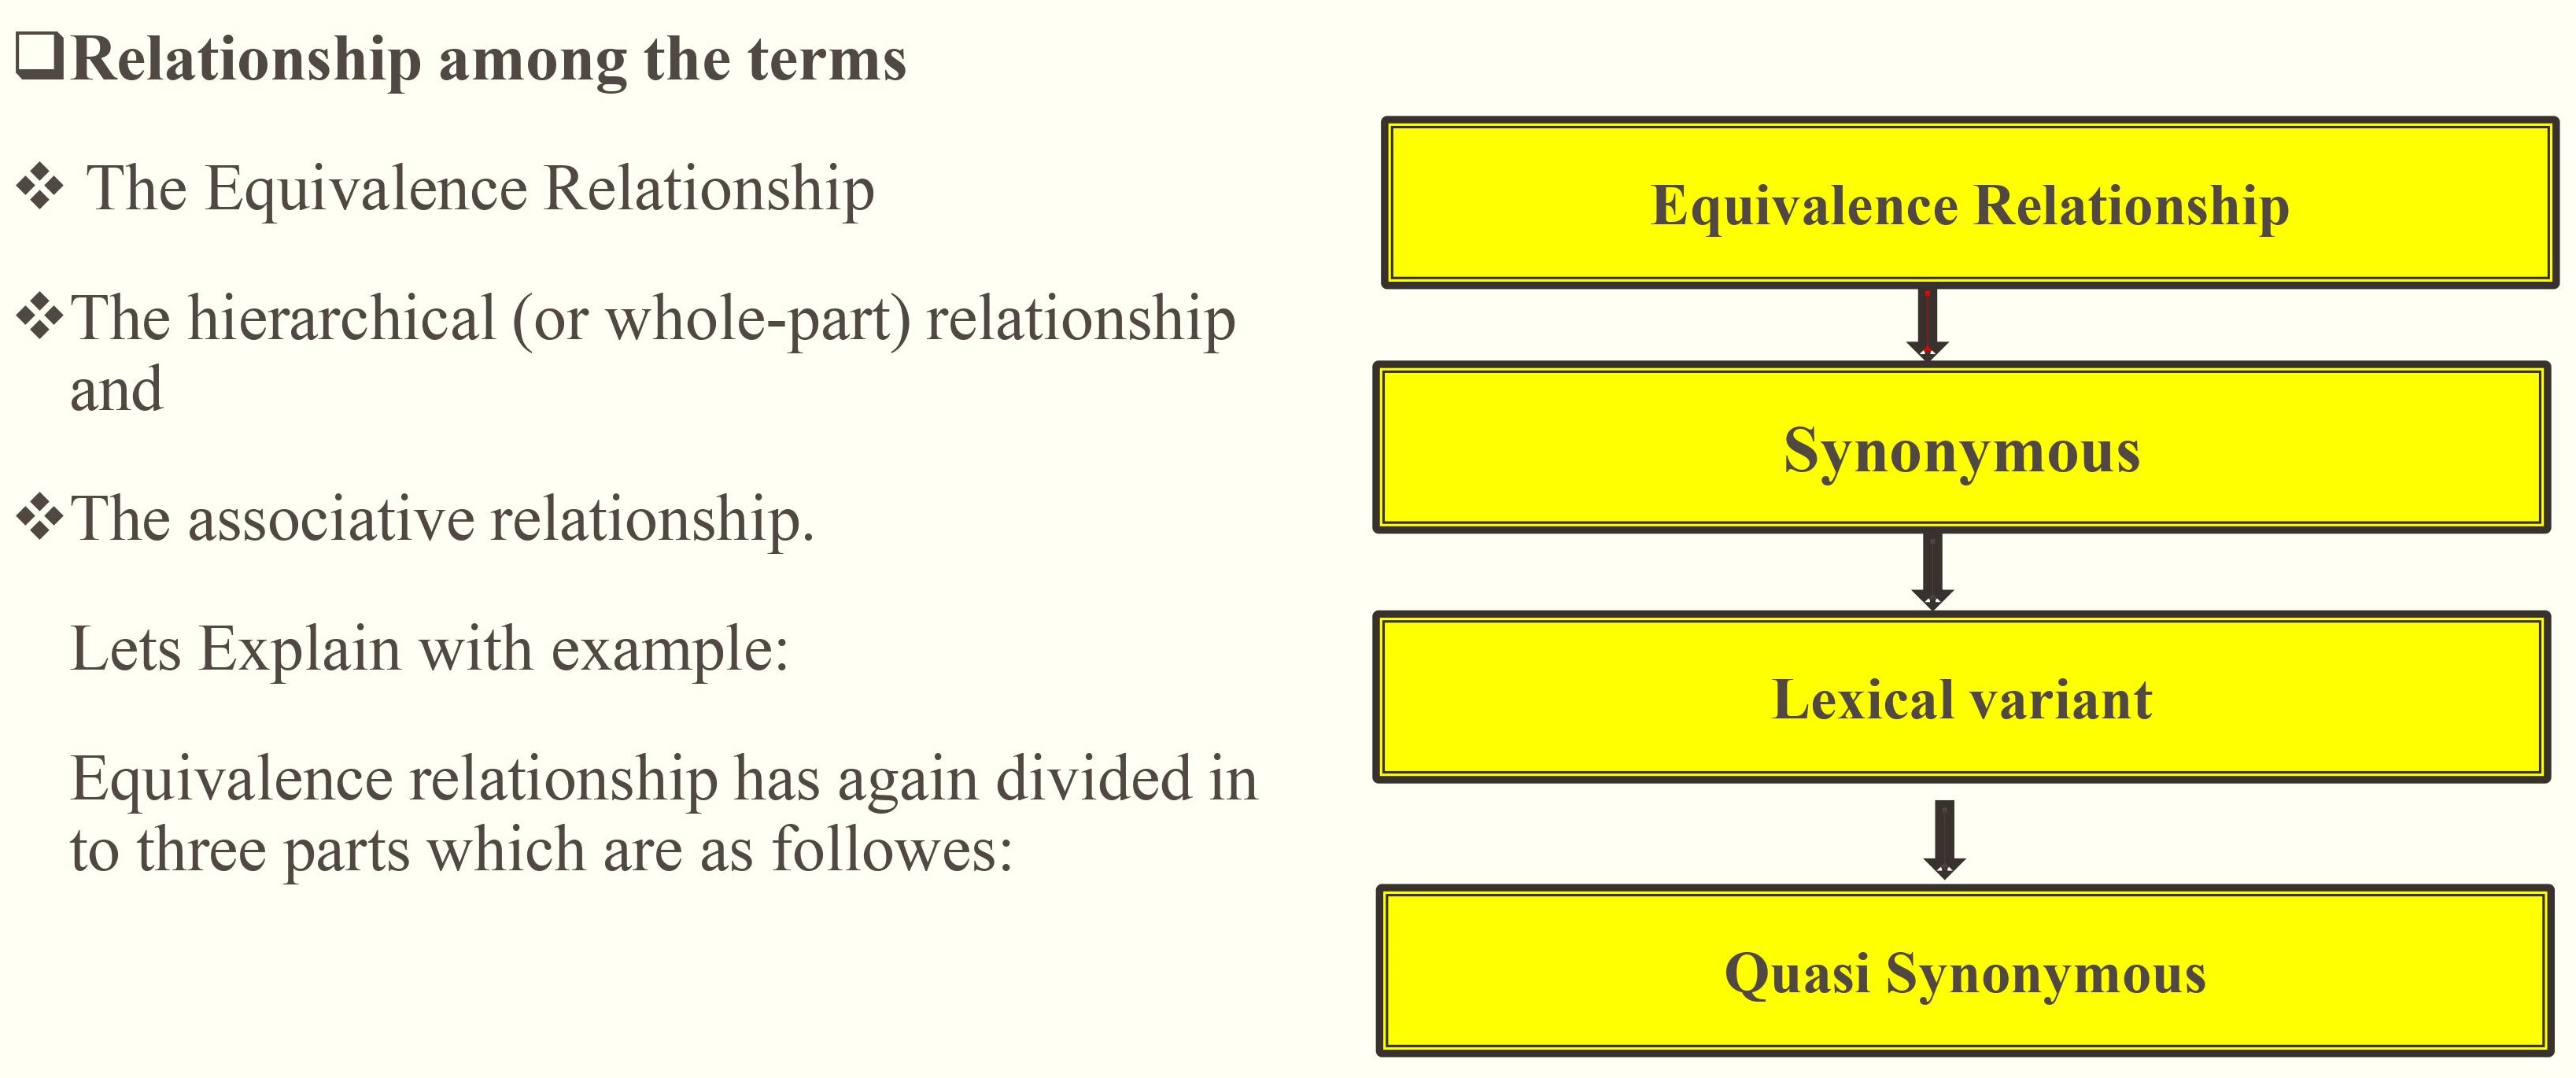 Relationship among the terms
The Equivalence Relationship
The hierarchical (or whole-part) relationship
and
The associative relationship.
Lets Explain with example:
Equivalence relationship has again divided in
to three parts which are as followes:
Equivalence Relationship
Synonymous
Lexical variant
Quasi Synonymous